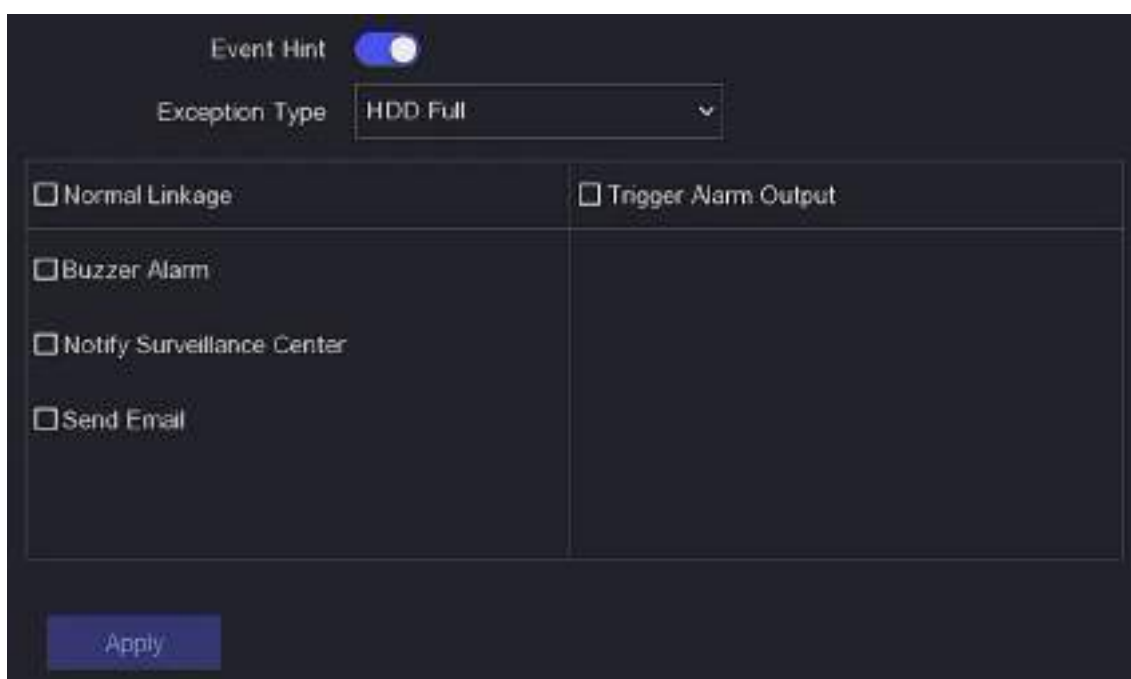 Event Hint
Exception Type HDD Full
Normal Linkage Trigger Alarm Output
Buzzer Alarm
Notify Surveillance Center
Send Email
Apply